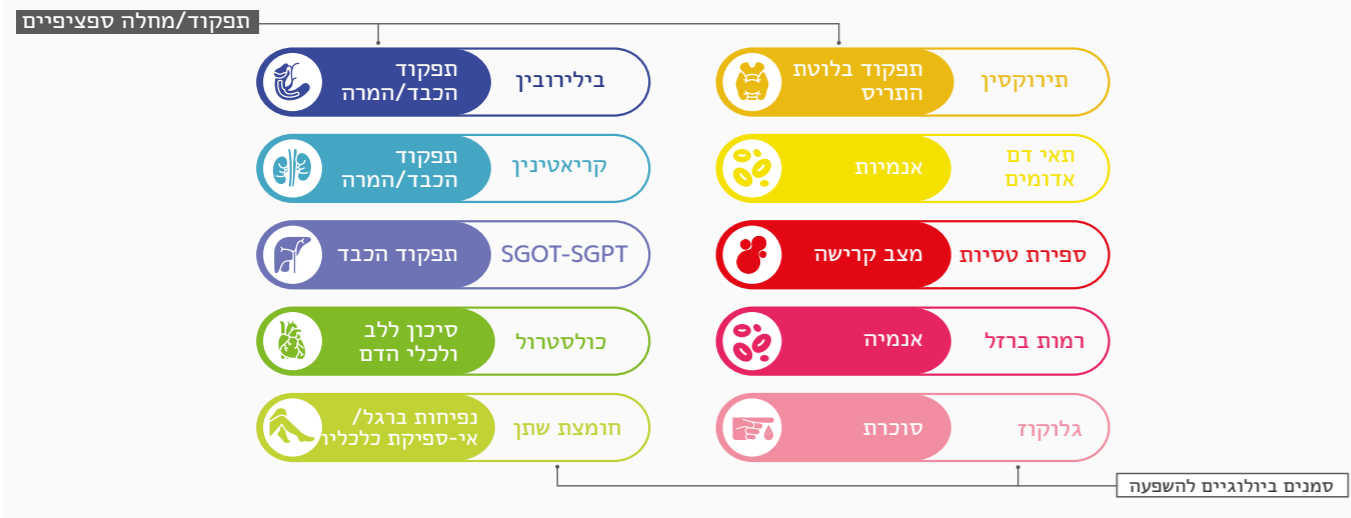 תפקוד/מחלה ספציפיים
תירוקסין
תפקוד בלוטת
התריס
תאי דם
אדומים
אנמיות
ספירת טסיות
מצב קרישה
רמות ברזל
אנמיה
גלוקוז
סוכרת
בילירובין
תפקוד
הכבד/המרה
קריאטינין
תפקוד
הכבד/המרה
SGOT-SGPT
תפקוד הכבד
כולסטרול
סיכון ללב
ולכלי הדם
חומצת שתן
נפיחות ברגל/
אי-ספיקת כלכליו
סמנים ביולוגיים להשפעה